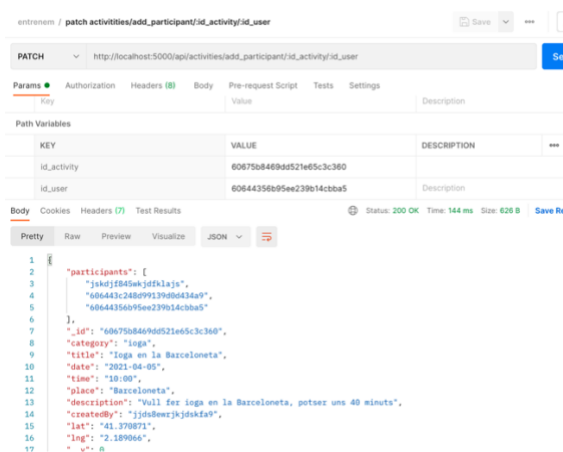 entrenem / patch activitities/add_participant/:id_activity/:id_user
Save
PATCH http://localhost:5000/api/activities/add_participant/:id_activity/:id_user
Se
Params Authorization Headers (8) Body Pre-request Script Tests Settings
Key Value Description
Path Variables
KEY VALUE DESCRIPTION
id_activity 60675b8469dd521e65c3c360
id_user 60644356b95ee239b14cbba5 Description
Body Cookies Headers (7) Test Results Status: 200 OK Time: 144 ms Size: 626 B Save Re
Pretty Raw Preview Visualize JSON
1 {
2 "participants": [
3 "jskdjf845wkjdfklajs",
4 "606443c248d99139d0d434a9",
5 "60644356b95ee239b14cbba5"
6 ],
7 "_id": "60675b8469dd521e65c3c360",
8 "category": "ioga",
9 "title": "Ioga en la Barceloneta",
10 "date": "2021-04-05",
11 "time": "10:00",
12 "place": "Barceloneta",
13 "description": "Vull fer ioga en la Barceloneta, potser uns 40 minuts",
14 "createdBy": "jjds8ewrjkjdskfa9",
15 "lat": "41.370871",
16 "lng": "2.189066",
17 "__v": 0